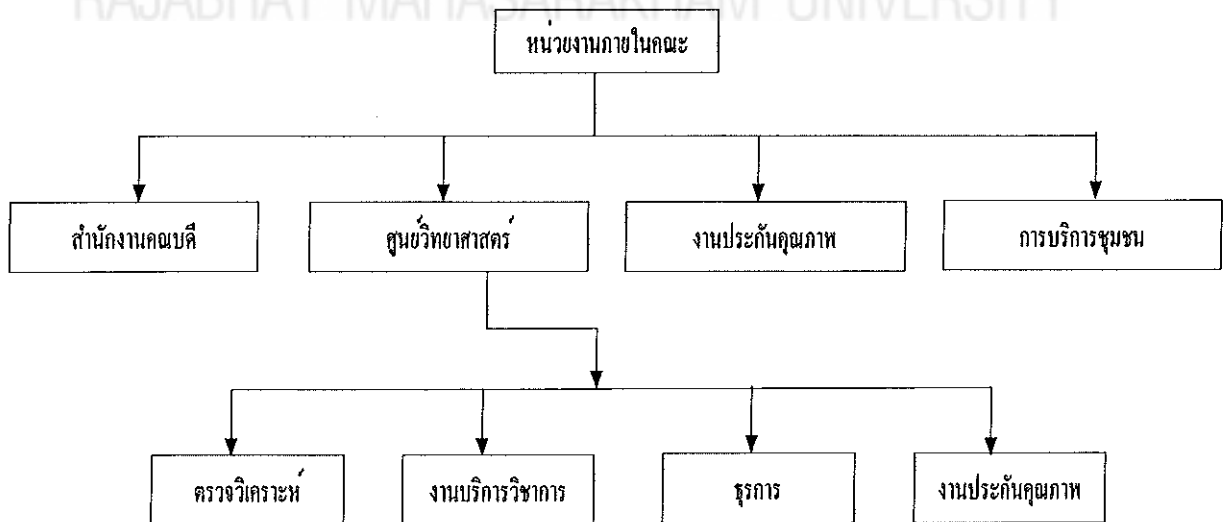 RAJABHAT MAHASARAKHAM UNIVERSITY
หน่วยงานภายในคณะ
สำนักงานคณบดี
ศูนย์วิทยาศาสตร์
งานประกันคุณภาพ
การบริการชุมชน
ตรวจวิเคราะห์
งานบริการวิชาการ
ธุรการ
งานประกันคุณภาพ